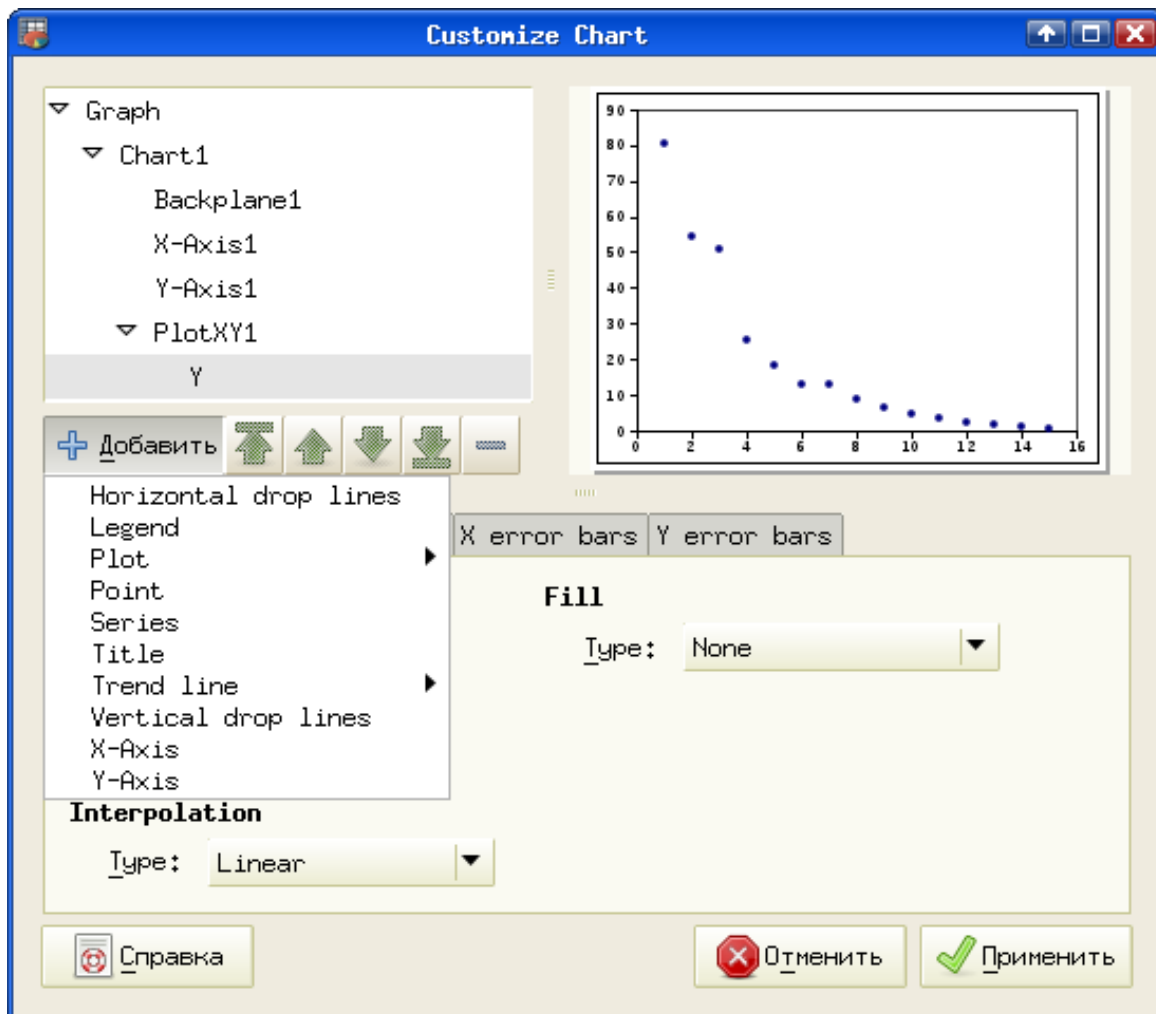 Customize Chart
Graph
Chart1
Backplane1
X-Axis1
Y-Axis1
PlotXY1
Y
90
80
70
60
50
40
30
20
10
0
0 2 4 6 8 10 12 14 16
Добавить
Horizontal drop lines
Legend
Plot
Point
Series
Title
Trend line
Vertical drop lines
X-Axis
Y-Axis
X error bars Y error bars
Fill
Type: None
Interpolation
Type: Linear
Справка Отменить Применить